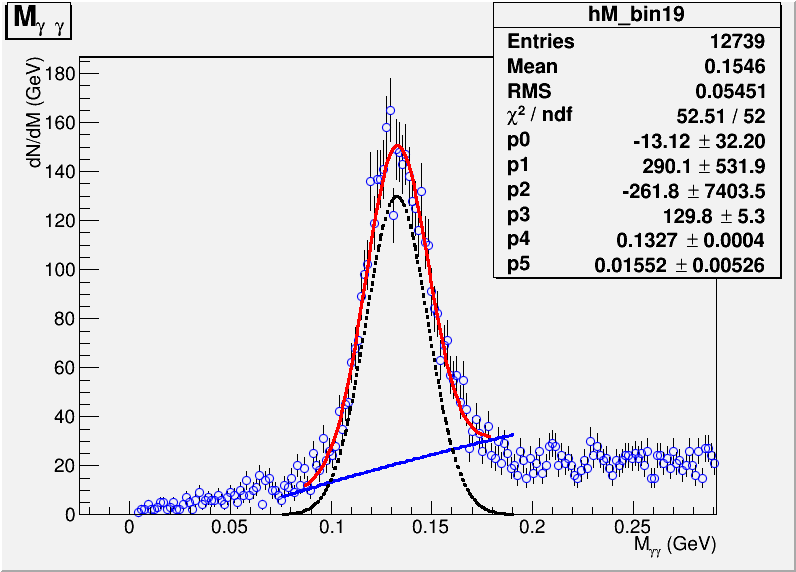 M γ γ
hM_bin19
Entries 12739
Mean 0.1546
RMS 0.05451
χ² / ndf 52.51 / 52
p0 -13.12 ± 32.20
p1 290.1 ± 531.9
p2 -261.8 ± 7403.5
p3 129.8 ± 5.3
p4 0.1327 ± 0.0004
p5 0.01552 ± 0.00526
dN/dM (GeV)
180
160
140
120
100
80
60
40
20
0
0 0.05 0.1 0.15 0.2 0.25
Mγγ (GeV)